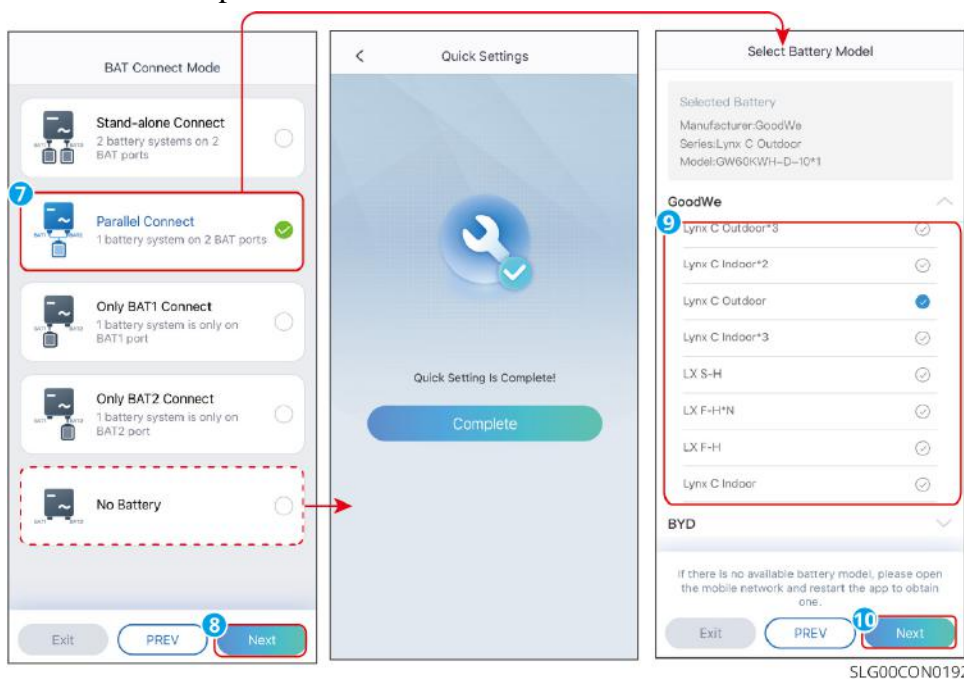 BAT Connect Mode
Stand-alone Connect
2 battery systems on 2
BAT ports
7
Parallel Connect
1 battery system on 2 BAT ports
Only BAT1 Connect
1 battery system is only on
BAT1 port
Only BAT2 Connect
1 battery system is only on
BAT2 port
No Battery
Exit
PREV
8
Next
Quick Settings
Quick Setting Is Complete!
Complete
Select Battery Model
Selected Battery
Manufacturer:GoodWe
Series:Lynx C Outdoor
Model:GW60KWH-D-10*1
GoodWe
9
Lynx C Outdoor*3
Lynx C Indoor*2
Lynx C Outdoor
Lynx C Indoor*3
LX S-H
LX F-H*N
LX F-H
Lynx C Indoor
BYD
If there is no available battery model, please open
the mobile network and restart the app to obtain
one.
Exit
PREV
10
Next
SLG00CON0192